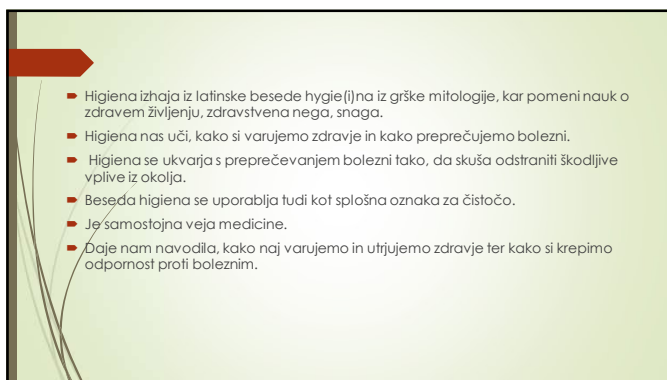 Higiena izhaja iz latinske besede hygie(i)na iz grške mitologije, kar pomeni nauk o
zdravem življenju, zdravstvena nega, snaga.
Higiena nas uči, kako si varujemo zdravje in kako preprečujemo bolezni.
Higiena se ukvarja s preprečevanjem bolezni tako, da skuša odstraniti škodljive
vplive iz okolja.
Beseda higiena se uporablja tudi kot splošna oznaka za čistočo.
Je samostojna veja medicine.
Daje nam navodila, kako naj varujemo in utrjujemo zdravje ter kako si krepimo
odpornost proti boleznim.